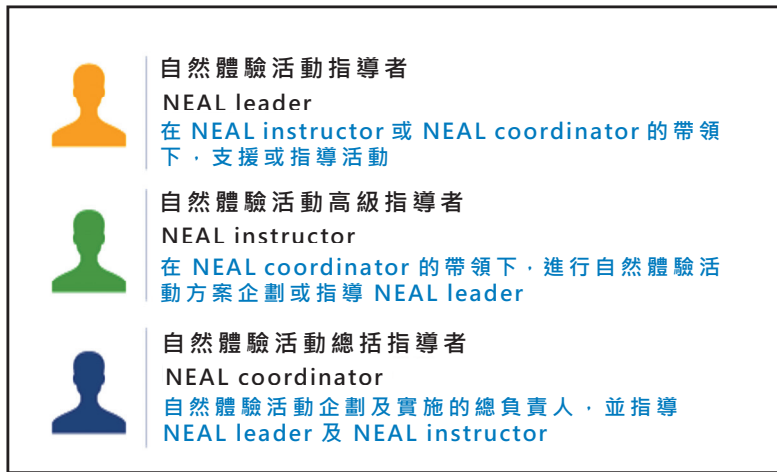 自然體驗活動指導者
NEAL leader
在 NEAL instructor 或 NEAL coordinator 的帶領
下，支援或指導活動
自然體驗活動高級指導者
NEAL instructor
在 NEAL coordinator 的帶領下，進行自然體驗活
動方案企劃或指導 NEAL leader
自然體驗活動總括指導者
NEAL coordinator
自然體驗活動企劃及實施的總負責人，並指導
NEAL leader 及 NEAL instructor